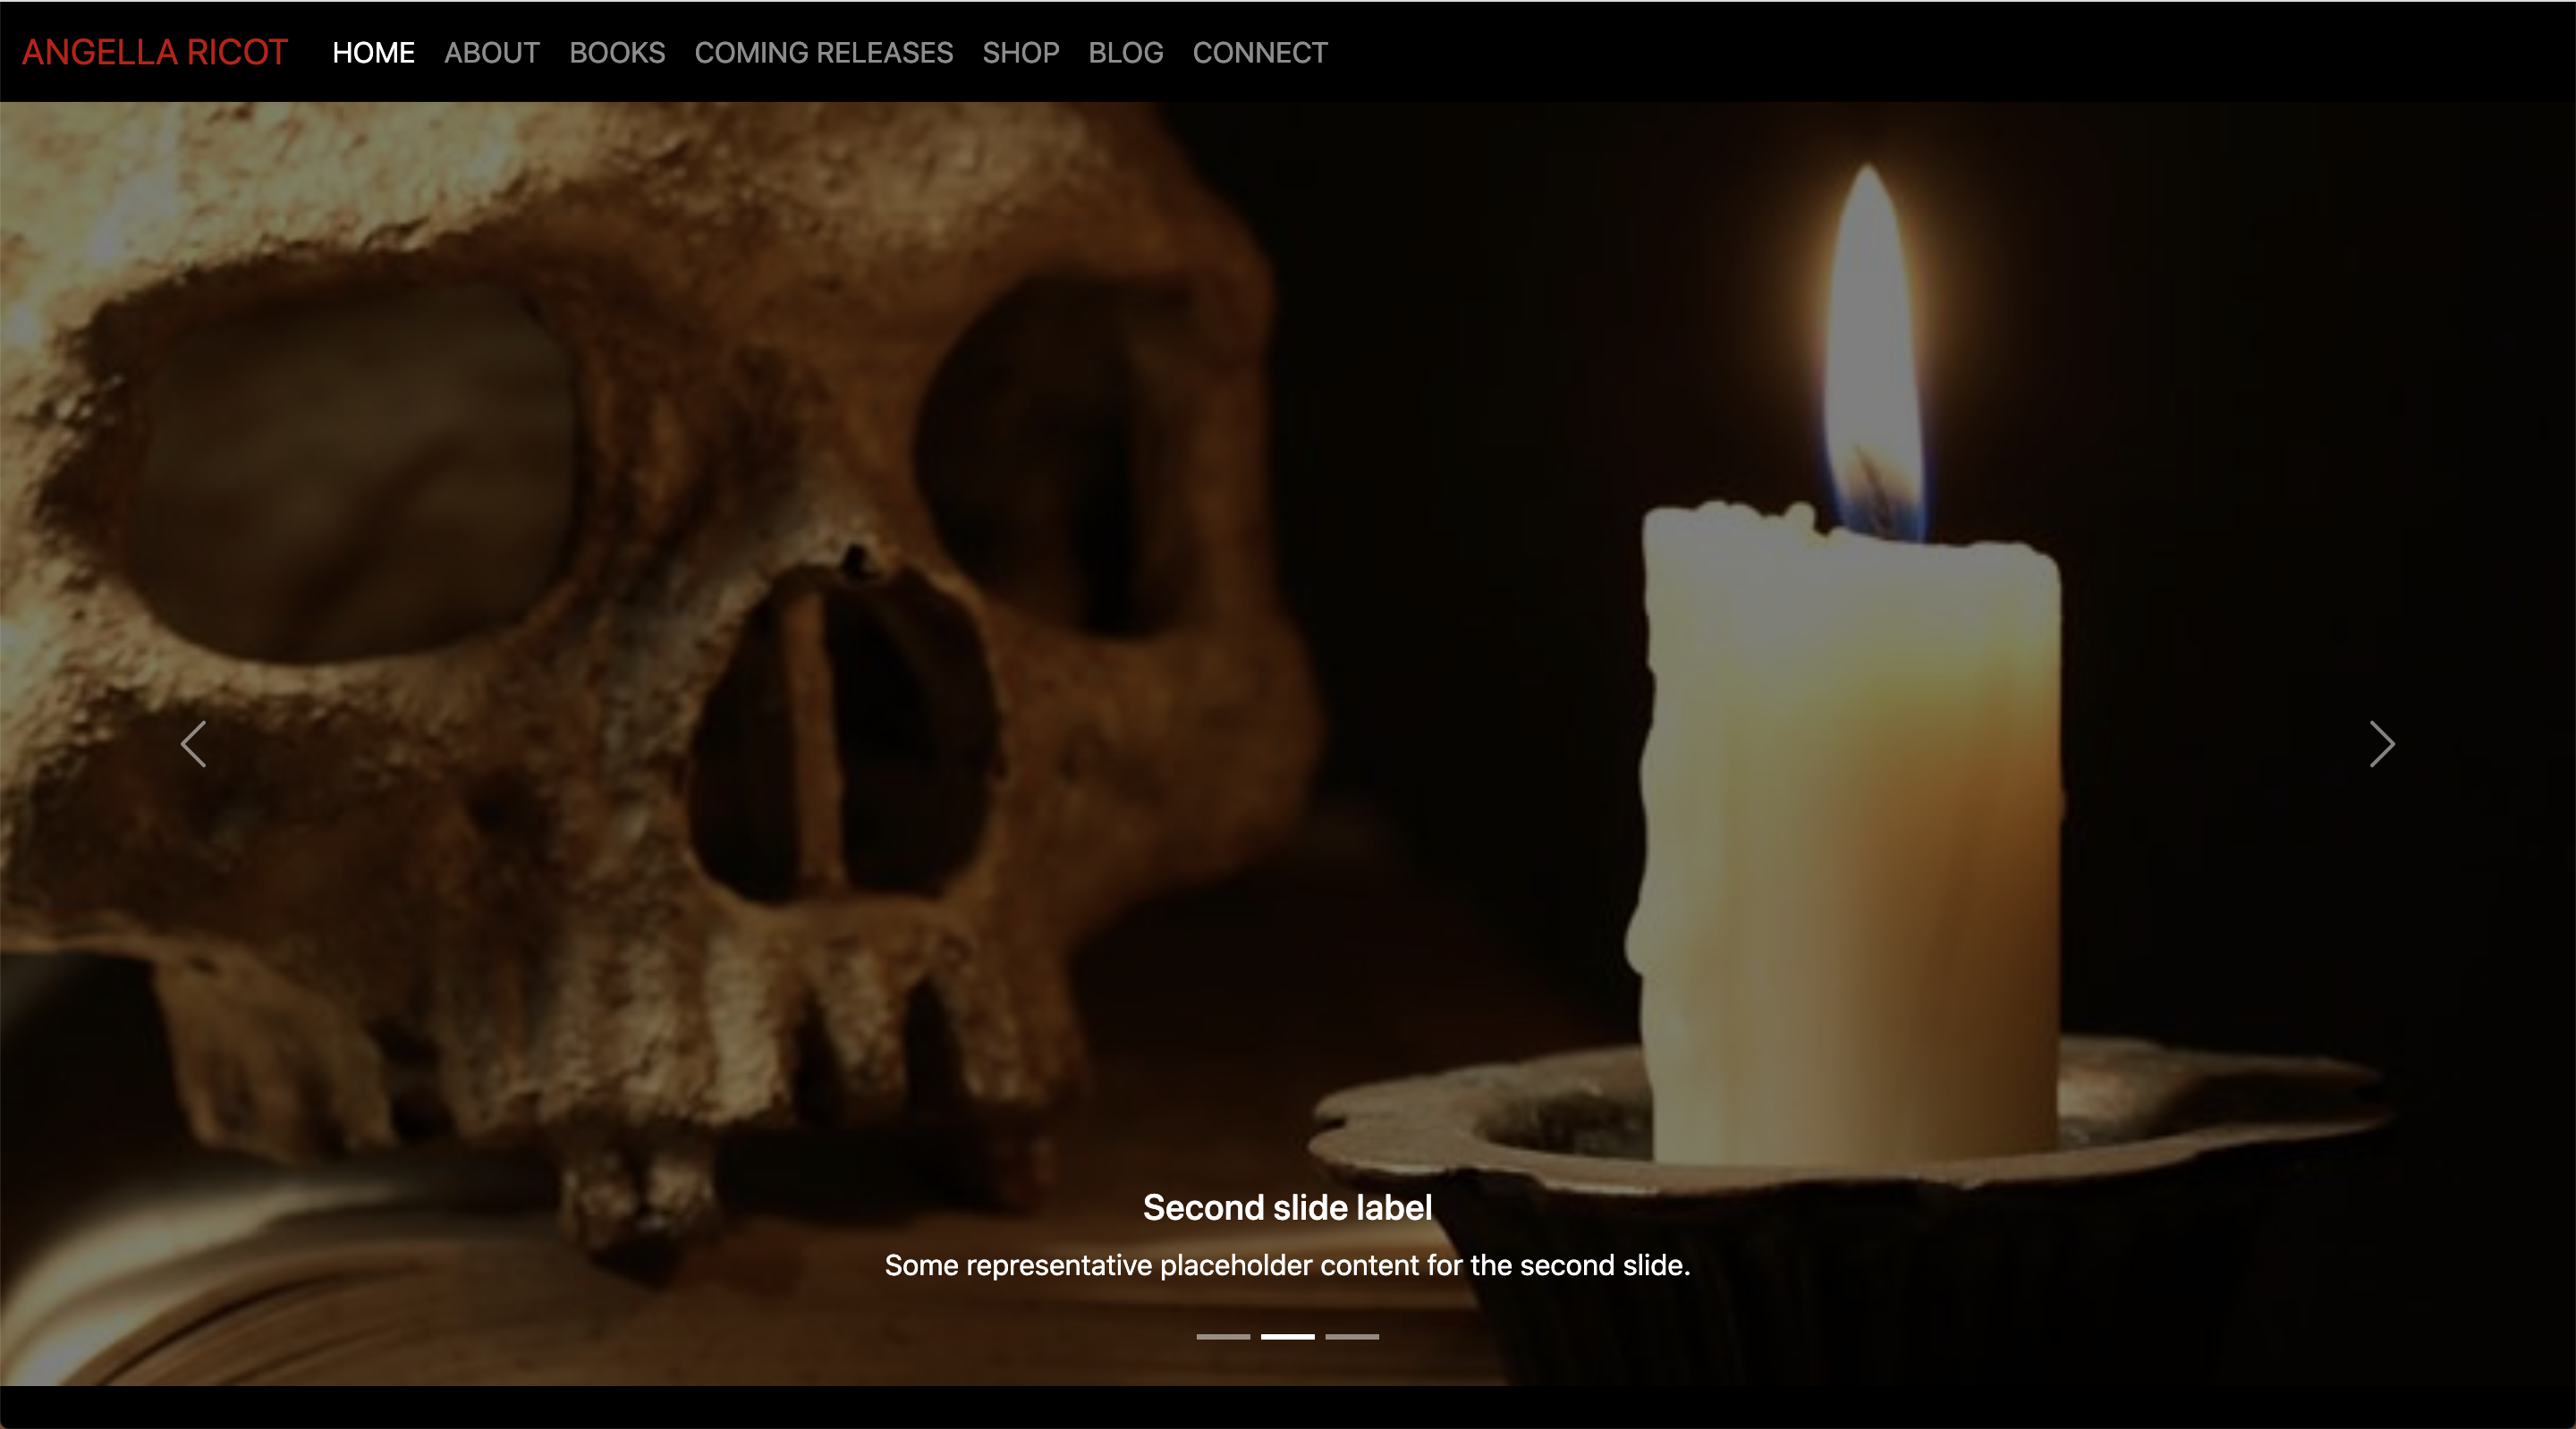 ANGELLA RICOT HOME ABOUT BOOKS COMING RELEASES SHOP BLOG CONNECT
Second slide label
Some representative placeholder content for the second slide.